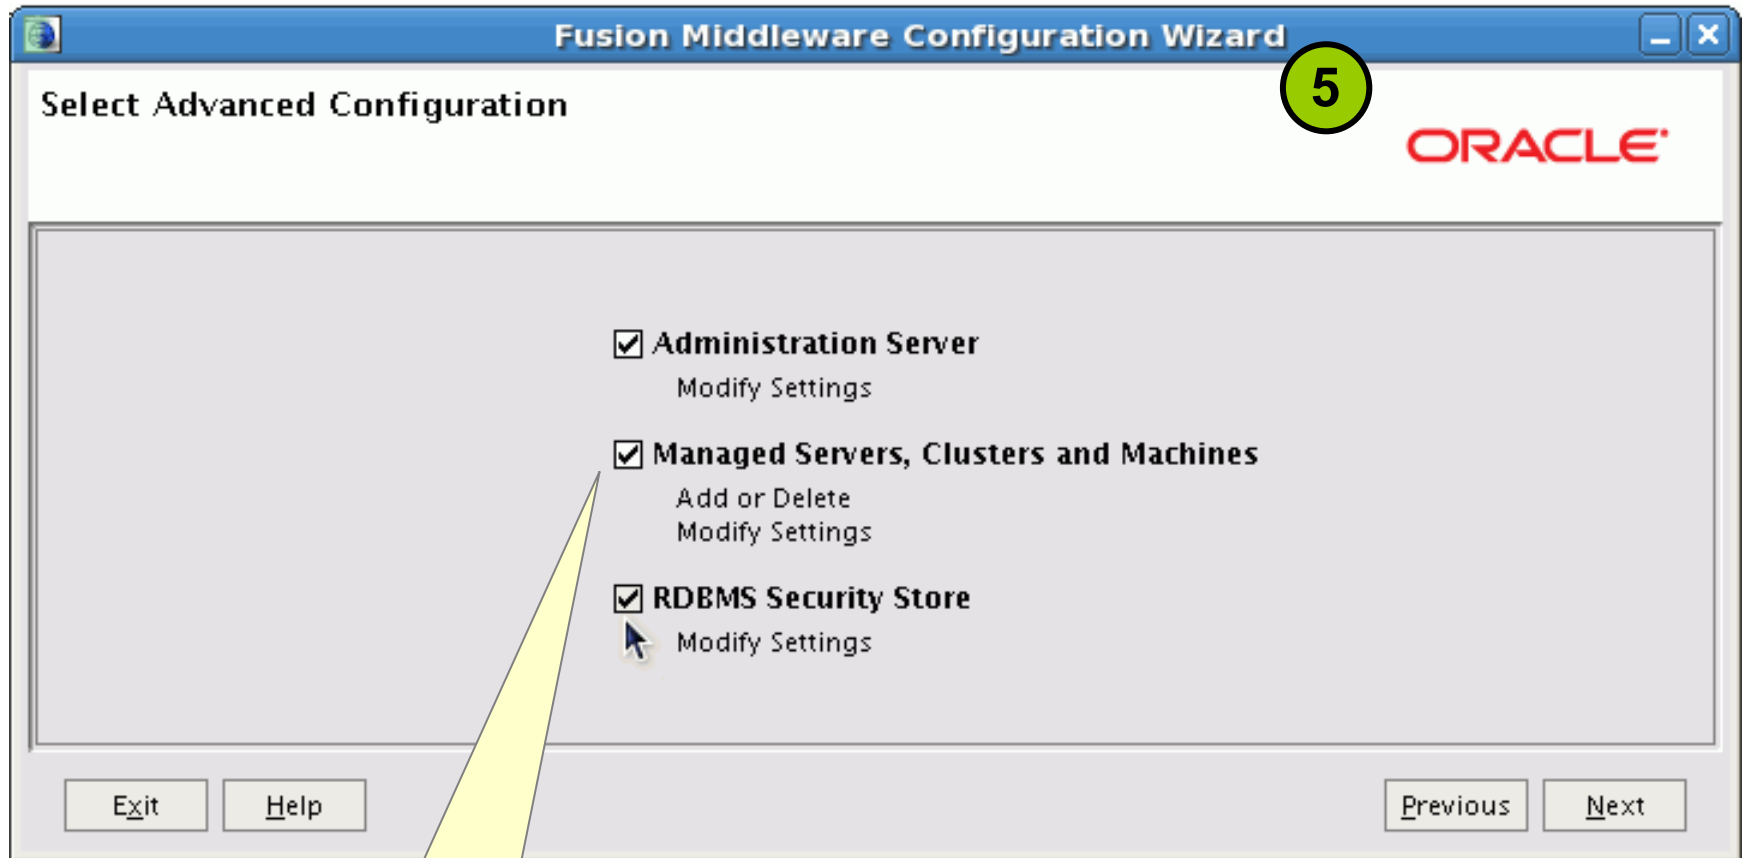 Fusion Middleware Configuration Wizard
5
Select Advanced Configuration
ORACLE
Administration Server
Modify Settings
Managed Servers, Clusters and Machines
Add or Delete
Modify Settings
RDBMS Security Store
Modify Settings
Exit Help Previous Next